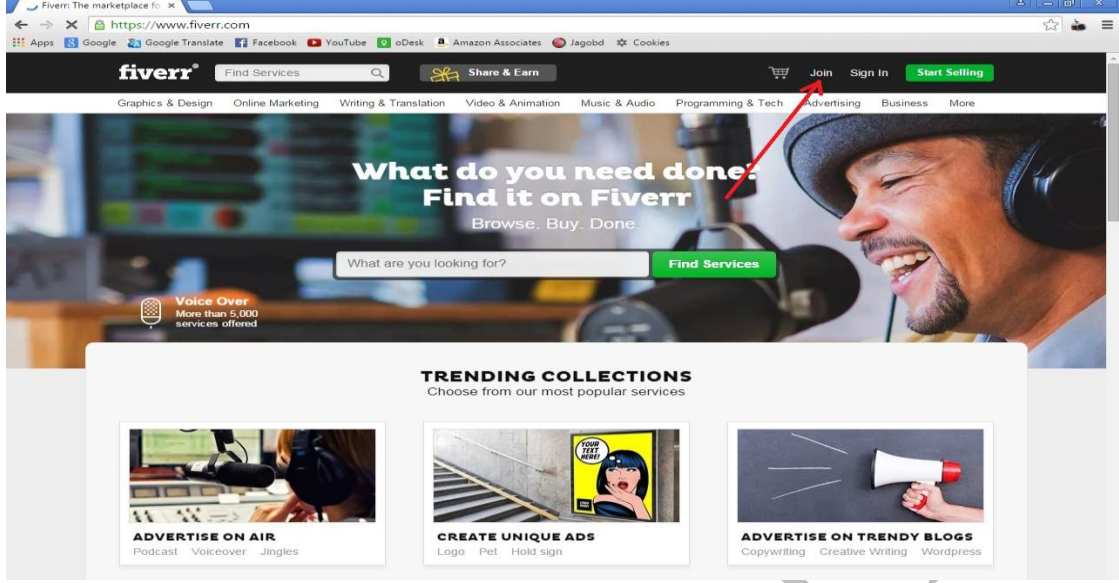 Fiverr: The marketplace fo
https://www.fiverr.com
Apps Google Google Translate Facebook YouTube oDesk Amazon Associates Jagobd Cookies
fiverr Find Services Share & Earn Join Sign In Start Selling
Graphics & Design Online Marketing Writing & Translation Video & Animation Music & Audio Programming & Tech Advertising Business More
What do you need done?
Find it on Fiverr
Browse. Buy. Done.
What are you looking for? Find Services
Voice Over
More than 5,000
services offered
TRENDING COLLECTIONS
Choose from our most popular services
YOUR
TEXT
HERE!
ADVERTISE ON AIR
Podcast Voiceover Jingles
CREATE UNIQUE ADS
Logo Pet Hold sign
ADVERTISE ON TRENDY BLOGS
Copywriting Creative Writing Wordpress